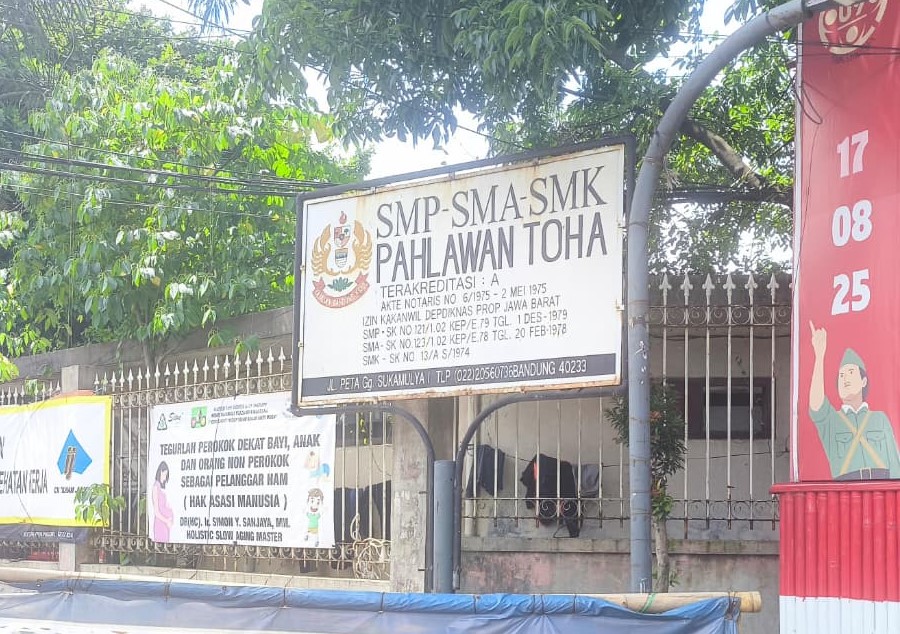 SMP-SMA-SMK
PAHLAWAN TOHA
TERAKREDITASI : A
AKTE NOTARIS NO 6/1975 - 2 MEI 1975
IZIN KAKANWIL DEPDIKNAS PROP JAWA BARAT
SMP - SK NO.121/1.02 KEP/E.79 TGL. 1 DES-1979
SMA - SK NO.123/1.02 KEP/E.78 TGL. 20 FEB-1978
SMK - SK NO. 13/A S/1974
JL PETA Gg. SUKAMULYA I TLP (022)20560736BANDUNG 40233
17
08
25
TEGURLAH PEROKOK DEKAT BAYI, ANAK
DAN ORANG NON PEROKOK
SEBAGAI PELANGGAR HAM
( HAK ASASI MANUSIA )
DR(HC). Ir. SIMON Y. SANJAYA, MM.
HOLISTIC SLOW AGING MASTER